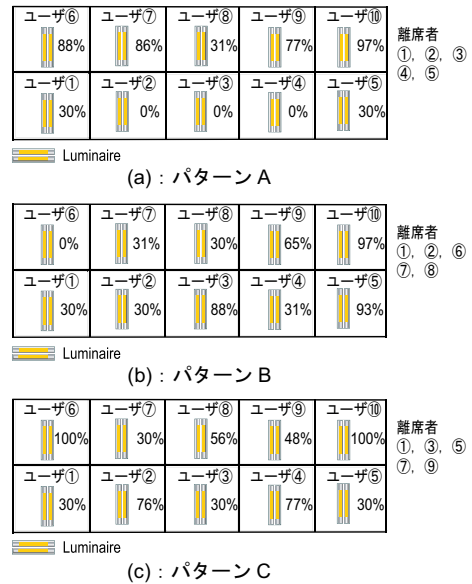 ユーザ⑥ ユーザ⑦ ユーザ⑧ ユーザ⑨ ユーザ⑩
88% 86% 31% 77% 97%
ユーザ① ユーザ② ユーザ③ ユーザ④ ユーザ⑤
30% 0% 0% 0% 30%
離席者
①, ②, ③
④, ⑤
Luminaire
(a)：パターン A
ユーザ⑥ ユーザ⑦ ユーザ⑧ ユーザ⑨ ユーザ⑩
0% 31% 30% 65% 97%
ユーザ① ユーザ② ユーザ③ ユーザ④ ユーザ⑤
30% 30% 88% 31% 93%
離席者
①, ②, ⑥
⑦, ⑧
Luminaire
(b)：パターン B
ユーザ⑥ ユーザ⑦ ユーザ⑧ ユーザ⑨ ユーザ⑩
100% 30% 56% 48% 100%
ユーザ① ユーザ② ユーザ③ ユーザ④ ユーザ⑤
30% 76% 30% 77% 30%
離席者
①, ③, ⑤
⑦, ⑨
Luminaire
(c)：パターン C